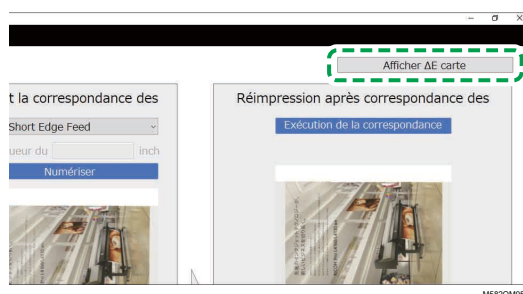 Afficher ΔE carte
t la correspondance des
Réimpression après correspondance des
Short Edge Feed
Exécution de la correspondance
ueur du
inch
Numériser